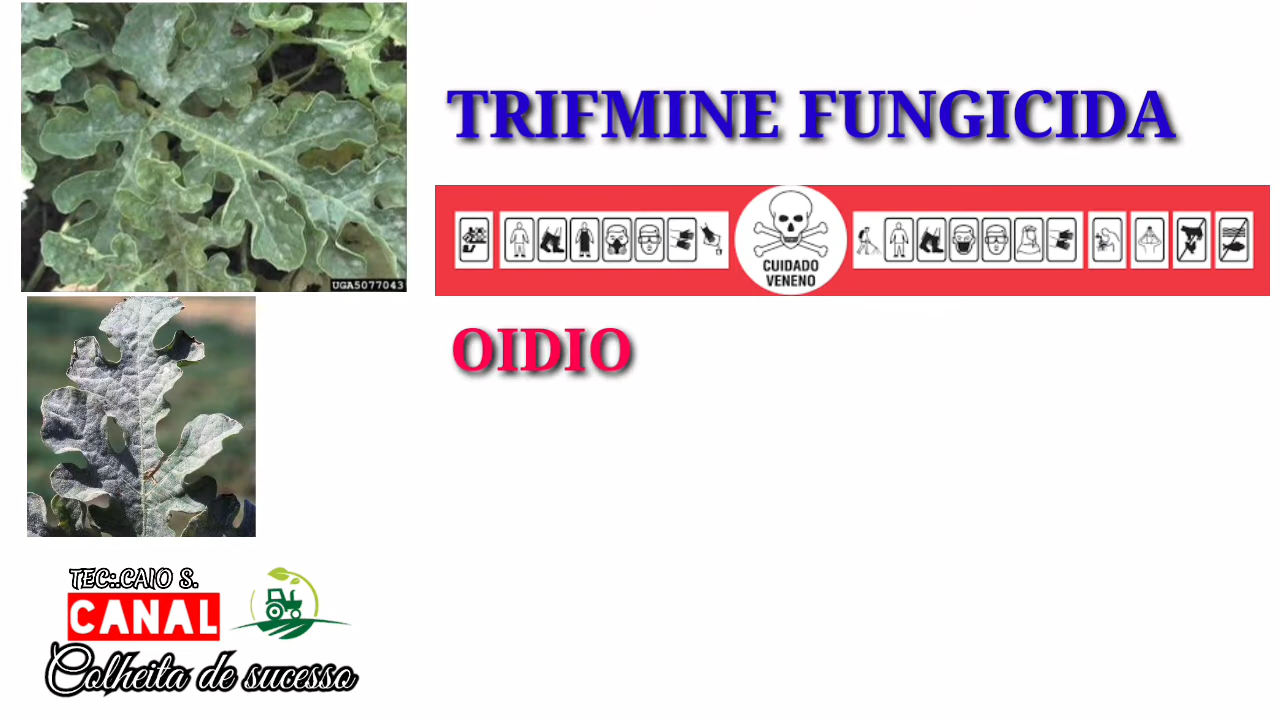 TRIFMINE FUNGICIDA
CUIDADO
VENENO
UGA5077043
OIDIO
TEC:.CAIO S.
CANAL
Colheita de sucesso